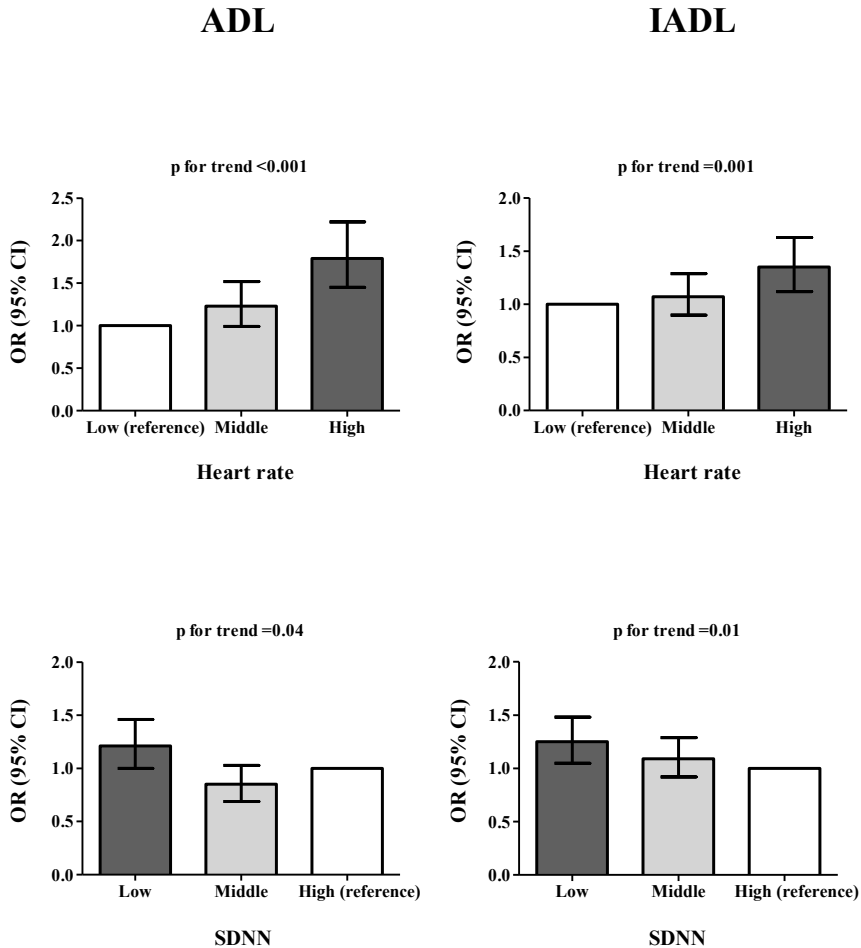 ADL
IADL
p for trend <0.001
OR (95% CI)
2.5
2.0
1.5
1.0
0.5
0.0
Low (reference) Middle High
Heart rate
p for trend =0.001
OR (95% CI)
2.0
1.5
1.0
0.5
0.0
Low (reference) Middle High
Heart rate
p for trend =0.04
OR (95% CI)
2.0
1.5
1.0
0.5
0.0
Low Middle High (reference)
SDNN
p for trend =0.01
OR (95% CI)
2.0
1.5
1.0
0.5
0.0
Low Middle High (reference)
SDNN